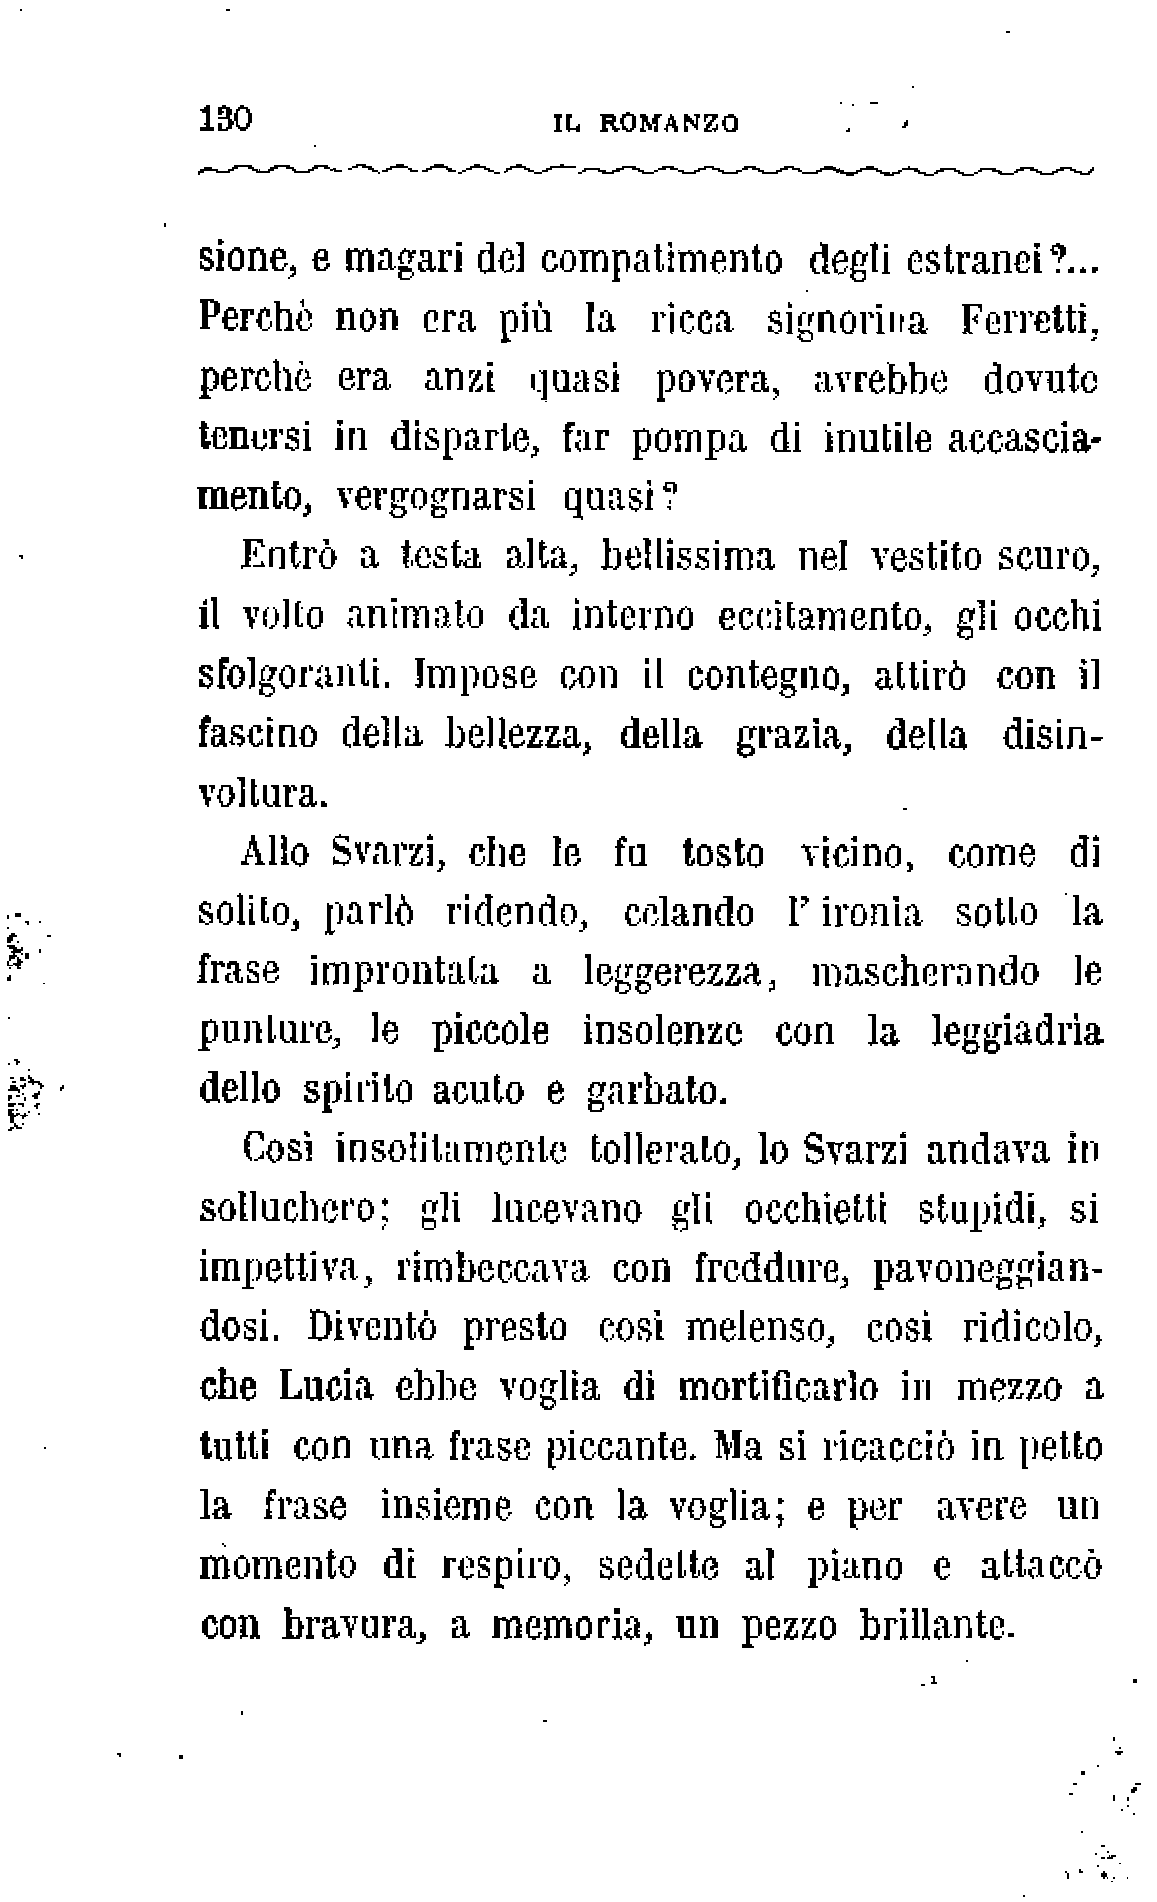 130 IL ROMANZO
sione, e magari del compatimento degli estranei?...
Perchè non era più la ricca signorina Ferretti,
perchè era anzi quasi povera, avrebbe dovuto
tenersi in disparte, far pompa di inutile accascia-
mento, vergognarsi quasi?
Entrò a testa alta, bellissima nel vestito scuro,
il volto animato da interno eccitamento, gli occhi
sfolgoranti. Impose con il contegno, attirò con il
fascino della bellezza, della grazia, della disin-
voltura.
Allo Svarzi, che le fu tosto vicino, come di
solito, parlò ridendo, celando l'ironia sotto la
frase improntata a leggerezza, mascherando le
punture, le piccole insolenze con la leggiadria
dello spirito acuto e garbato.
Così insolitamente tollerato, lo Svarzi andava in
solluchero; gli lucevano gli occhietti stupidi, si
impettiva, rimbeccava con freddure, pavoneggian-
dosi. Diventò presto così melenso, così ridicolo,
che Lucia ebbe voglia di mortificarlo in mezzo a
tutti con una frase piccante. Ma si ricacciò in petto
la frase insieme con la voglia; e per avere un
momento di respiro, sedette al piano e attaccò
con bravura, a memoria, un pezzo brillante.